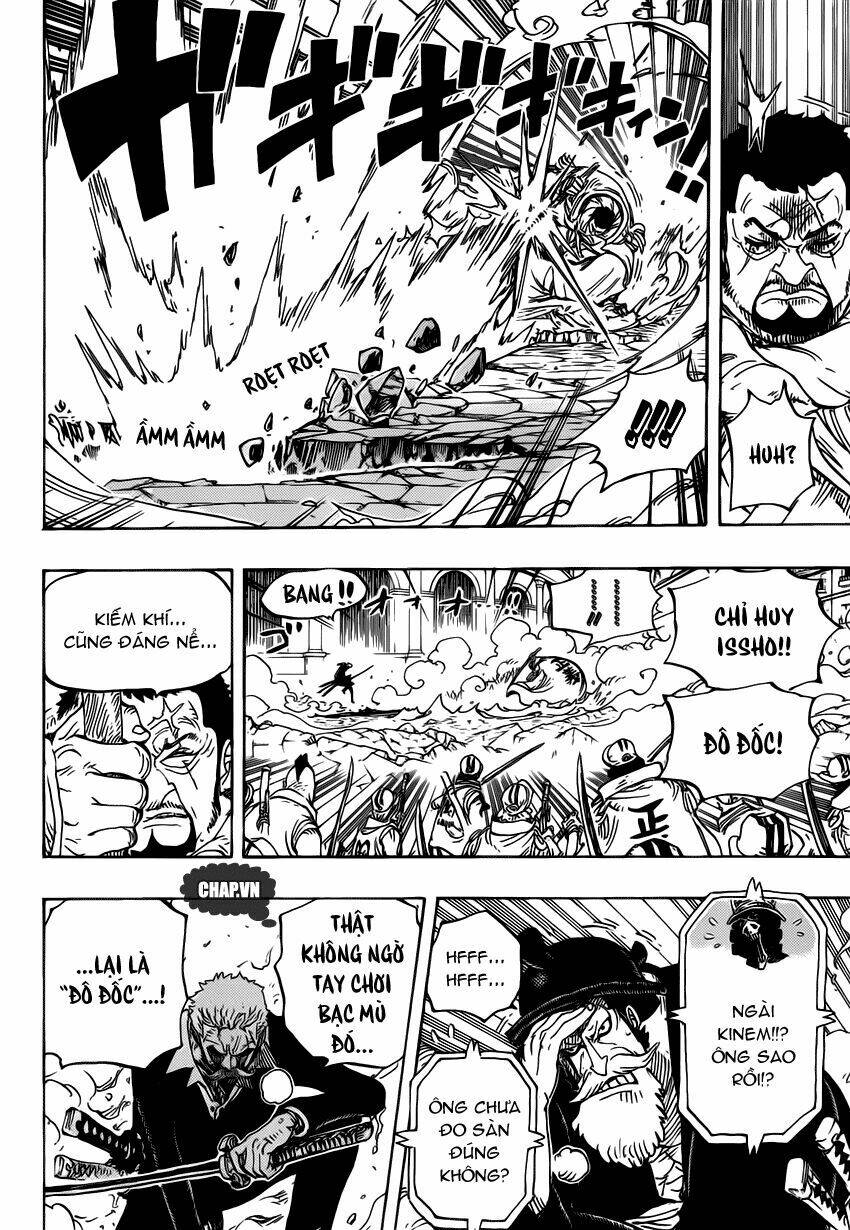 ガギギギギィン!!
ROẸT ROẸT
ẦMM ẦMM
!!!
HUH?
KIẾM KHÍ...
CŨNG ĐÁNG NỂ...
BANG!!
CHỈ HUY
ISSHO!!
ĐÔ ĐỐC!
正
CHAP.VN
...LẠI LÀ
"ĐÔ ĐỐC"...!
THẬT
KHÔNG NGỜ
TAY CHƠI
BẠC MÙ
ĐÓ...
HFFF...
HFFF...
NGÀI
KINEM!!?
ÔNG SAO
RỒI!?
ÔNG CHƯA
ĐO SÀN
ĐÚNG
KHÔNG?